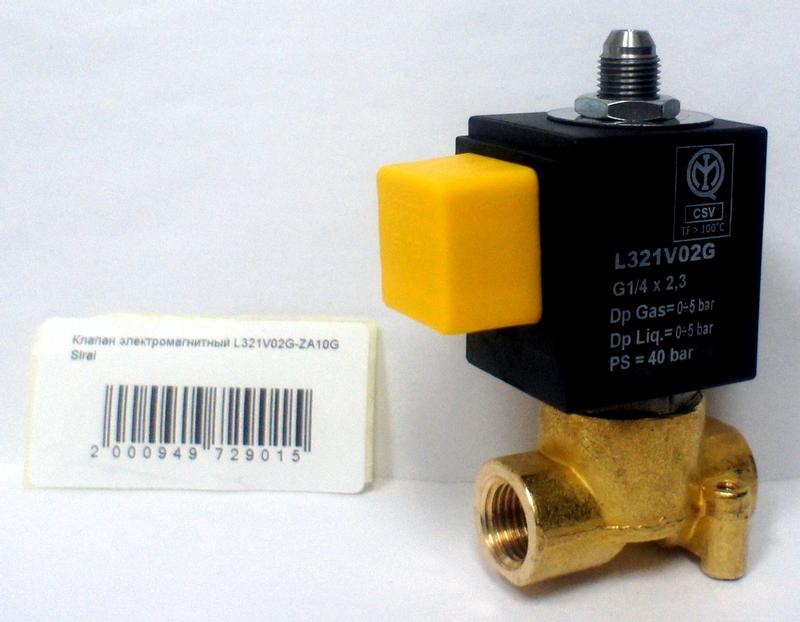 Клапан электромагнитный L321V02G-ZA10G
Sirai
2 000949 729015
CSV
TF > 100°C
L321V02G
G1/4 x 2,3
Dp Gas= 0÷5 bar
Dp Liq.= 0÷5 bar
PS = 40 bar